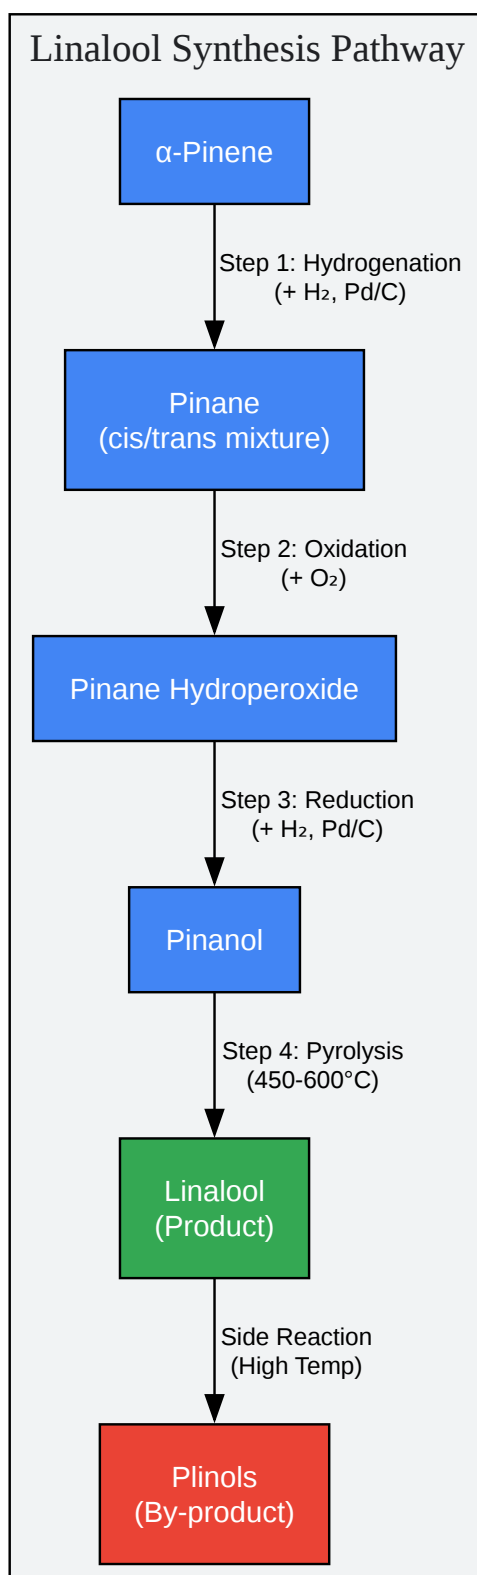 Linalool Synthesis Pathway
α-Pinene
Step 1: Hydrogenation
(+ H₂, Pd/C)
Pinane
(cis/trans mixture)
Step 2: Oxidation
(+ O₂)
Pinane Hydroperoxide
Step 3: Reduction
(+ H₂, Pd/C)
Pinanol
Step 4: Pyrolysis
(450-600°C)
Linalool
(Product)
Side Reaction
(High Temp)
Plinols
(By-product)